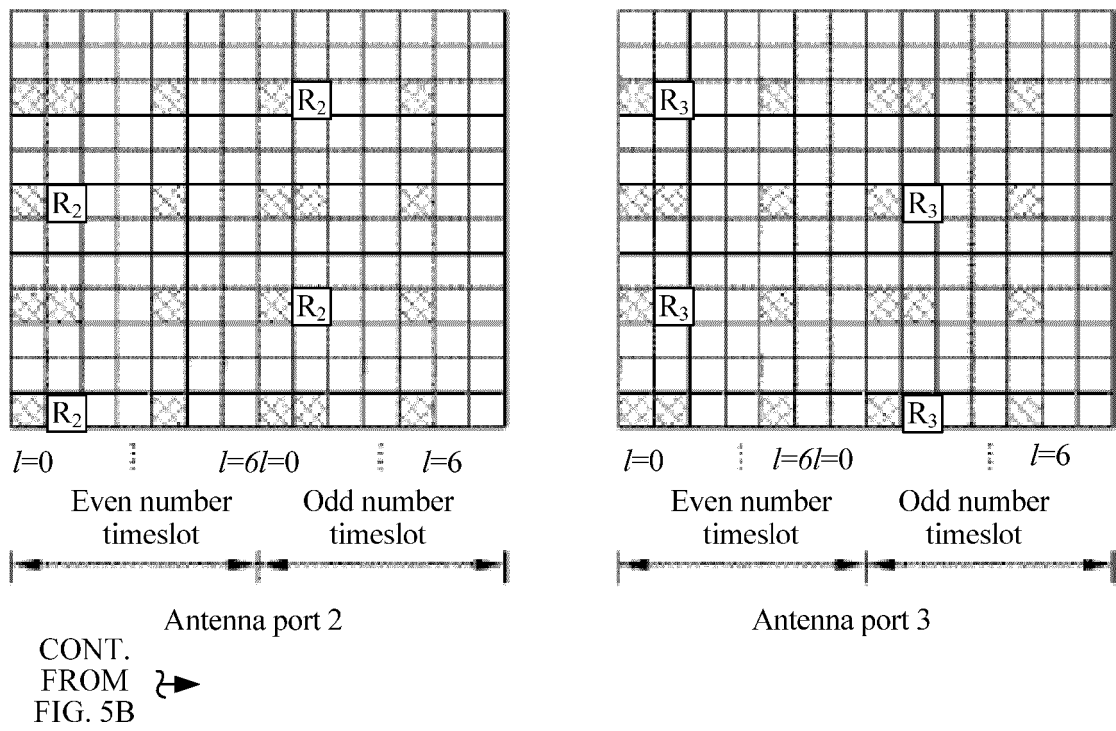 R2 R3
R2 R3
R2 R3
R2 R3
l=0 l=6l=0 l=6 l=0 l=6l=0 l=6
Even number timeslot Odd number timeslot Even number timeslot Odd number timeslot
Antenna port 2 Antenna port 3
CONT.
FROM
FIG. 5B